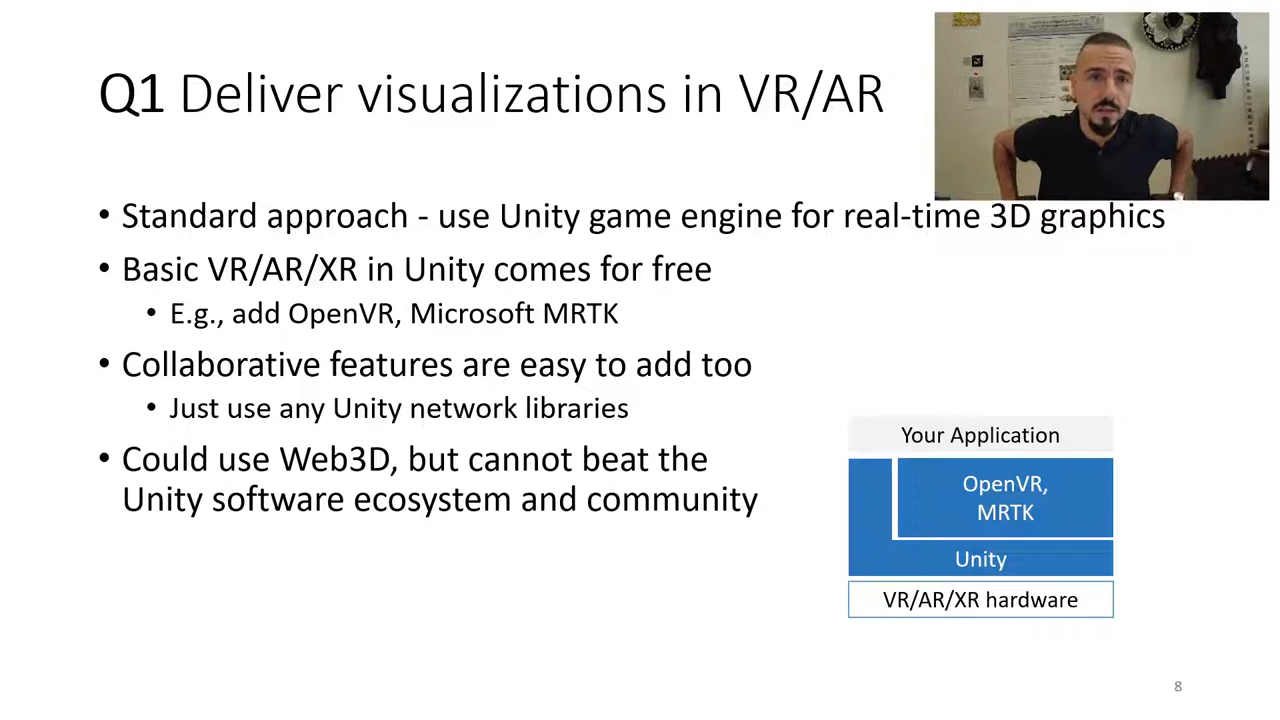 Q1 Deliver visualizations in VR/AR
• Standard approach - use Unity game engine for real-time 3D graphics
• Basic VR/AR/XR in Unity comes for free
• E.g., add OpenVR, Microsoft MRTK
• Collaborative features are easy to add too
• Just use any Unity network libraries
• Could use Web3D, but cannot beat the
Unity software ecosystem and community
Your Application
OpenVR,
MRTK
Unity
VR/AR/XR hardware
8